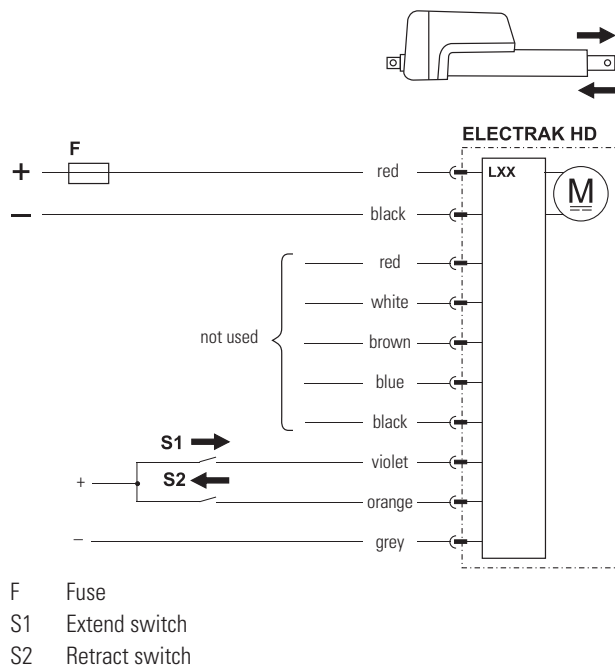 ELECTRAK HD
F
+ red LXX M
− black
red
white
not used brown
blue
black
S1 violet
+ S2 orange
− grey
F Fuse
S1 Extend switch
S2 Retract switch